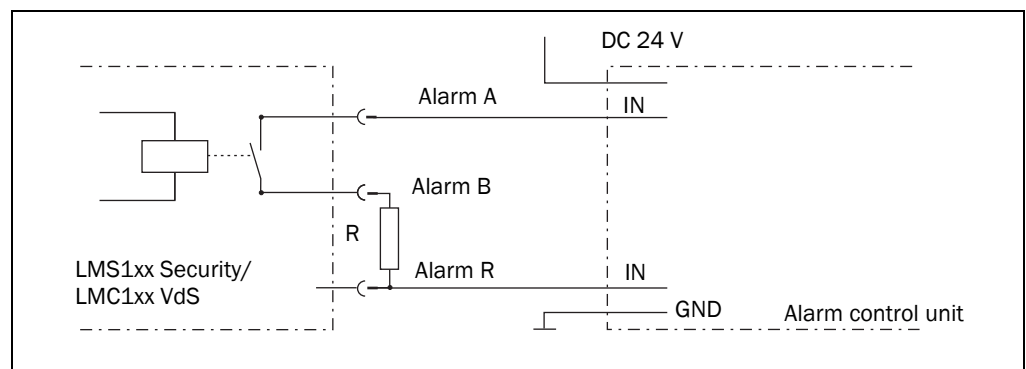 DC 24 V
Alarm A
IN
Alarm B
R
LMS1xx Security/
LMC1xx VdS
Alarm R
IN
GND
Alarm control unit